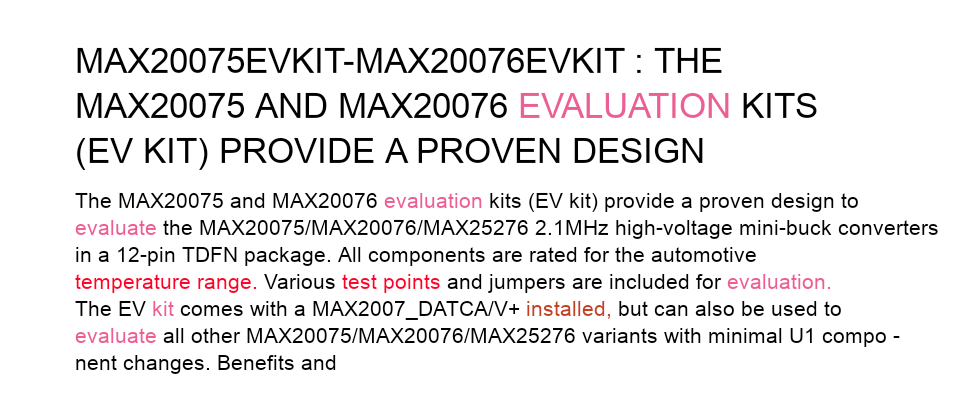 MAX20075EVKIT-MAX20076EVKIT : THE
MAX20075 AND MAX20076 EVALUATION KITS
(EV KIT) PROVIDE A PROVEN DESIGN
The MAX20075 and MAX20076 evaluation kits (EV kit) provide a proven design to
evaluate the MAX20075/MAX20076/MAX25276 2.1MHz high-voltage mini-buck converters
in a 12-pin TDFN package. All components are rated for the automotive
temperature range. Various test points and jumpers are included for evaluation.
The EV kit comes with a MAX2007_DATCA/V+ installed, but can also be used to
evaluate all other MAX20075/MAX20076/MAX25276 variants with minimal U1 compo -
nent changes. Benefits and